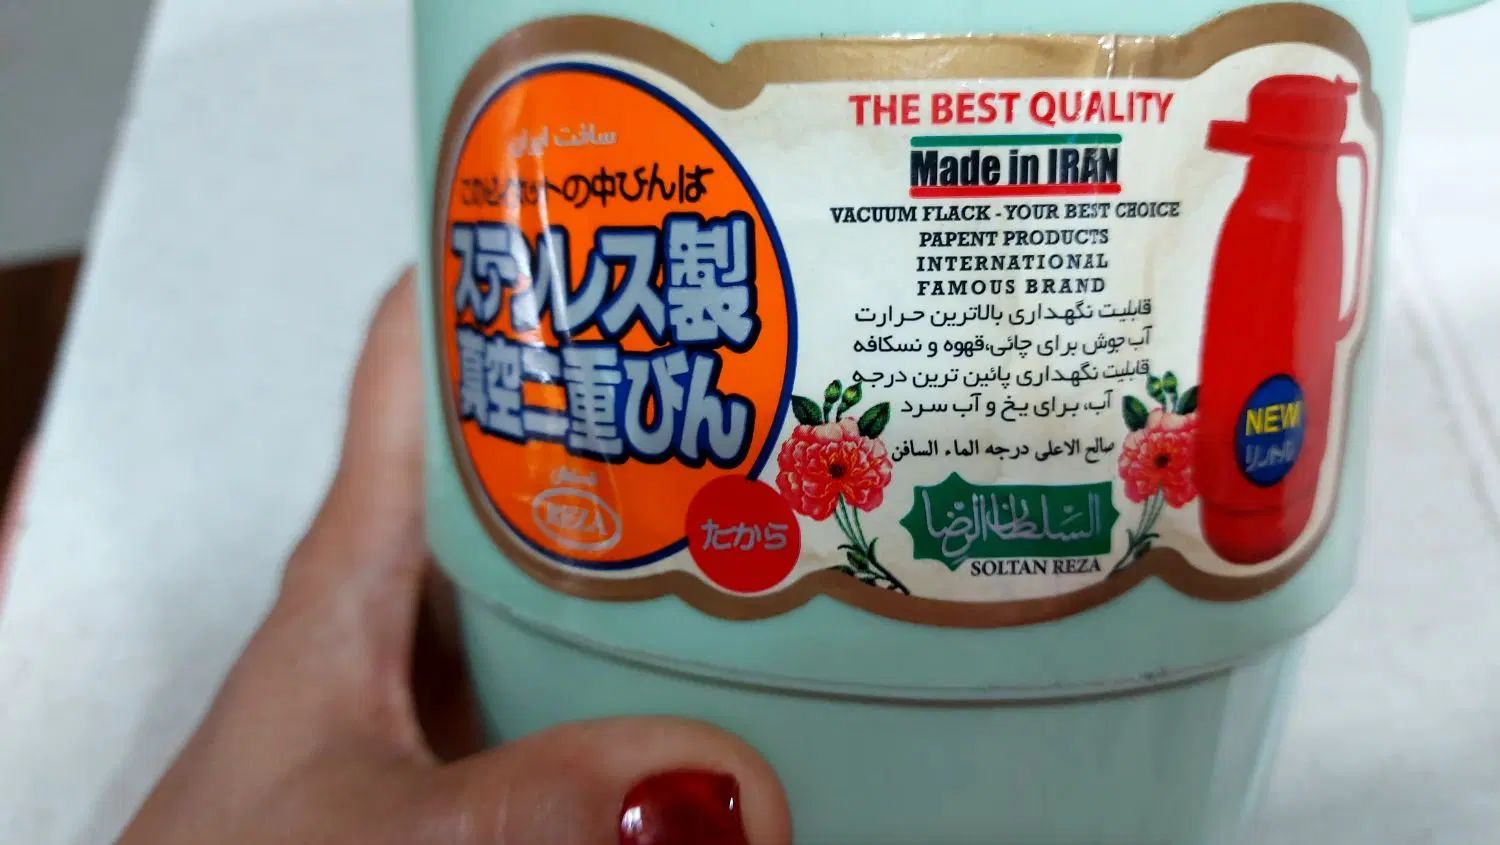 ساخت ایران
このポットの中びんは
ステンレス製
真空二重びん
REZA
たから
THE BEST QUALITY
Made in IRAN
VACUUM FLACK - YOUR BEST CHOICE
PAPENT PRODUCTS
INTERNATIONAL
FAMOUS BRAND
قابلیت نگهداری بالاترین حرارت
آب جوش برای چائی،قهوه و نسکافه
قابلیت نگهداری پائین ترین درجه
آب، برای یخ و آب سرد
صالح الاعلی درجه الماء السافن
السلطان الرضا
SOLTAN REZA
NEW